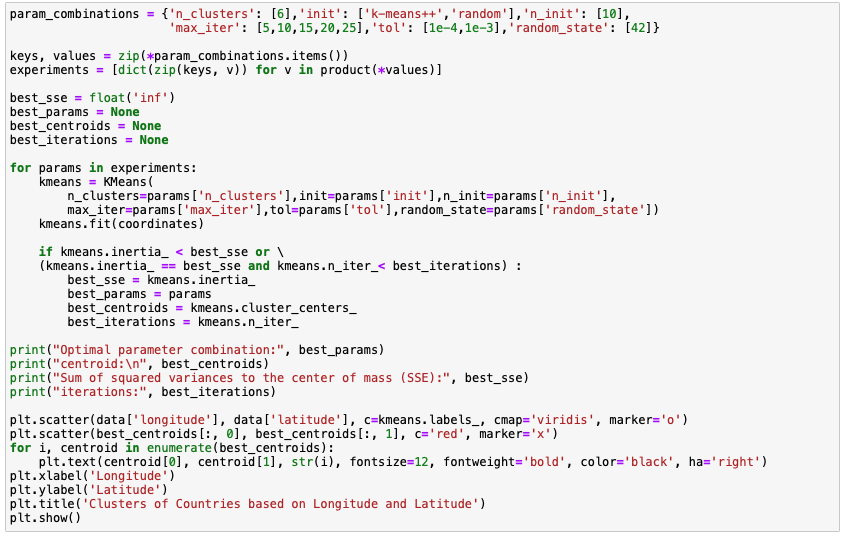 param_combinations = {'n_clusters': [6],'init': ['k-means++','random'],'n_init': [10],
                      'max_iter': [5,10,15,20,25],'tol': [1e-4,1e-3],'random_state': [42]}

keys, values = zip(*param_combinations.items())
experiments = [dict(zip(keys, v)) for v in product(*values)]

best_sse = float('inf')
best_params = None
best_centroids = None
best_iterations = None

for params in experiments:
    kmeans = KMeans(
        n_clusters=params['n_clusters'],init=params['init'],n_init=params['n_init'],
        max_iter=params['max_iter'],tol=params['tol'],random_state=params['random_state'])
    kmeans.fit(coordinates)

    if kmeans.inertia_ < best_sse or \
    (kmeans.inertia_ == best_sse and kmeans.n_iter_< best_iterations) :
        best_sse = kmeans.inertia_
        best_params = params
        best_centroids = kmeans.cluster_centers_
        best_iterations = kmeans.n_iter_

print("Optimal parameter combination:", best_params)
print("centroid:\n", best_centroids)
print("Sum of squared variances to the center of mass (SSE):", best_sse)
print("iterations:", best_iterations)

plt.scatter(data['longitude'], data['latitude'], c=kmeans.labels_, cmap='viridis', marker='o')
plt.scatter(best_centroids[:, 0], best_centroids[:, 1], c='red', marker='x')
for i, centroid in enumerate(best_centroids):
    plt.text(centroid[0], centroid[1], str(i), fontsize=12, fontweight='bold', color='black', ha='right')
plt.xlabel('Longitude')
plt.ylabel('Latitude')
plt.title('Clusters of Countries based on Longitude and Latitude')
plt.show()